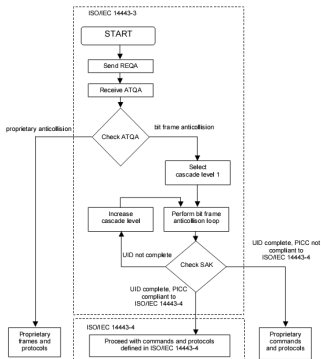 ISO/IEC 14443-3
START
Send REQA
Receive ATQA
proprietary anticollision
bit frame anticollision
Check ATQA
Select
cascade level 1
Increase
cascade level
Perform bit frame
anticollison loop
UID not complete
Check SAK
UID complete, PICC not
compliant to
ISO/IEC 14443-4
UID complete, PICC
compliant to
ISO/IEC 14443-4
ISO/IEC 14443-4
Proprietary
frames and
protocols
Proceed with commands and protocols
defined in ISO/IEC 14443-4
Proprietary
commands
and protocols